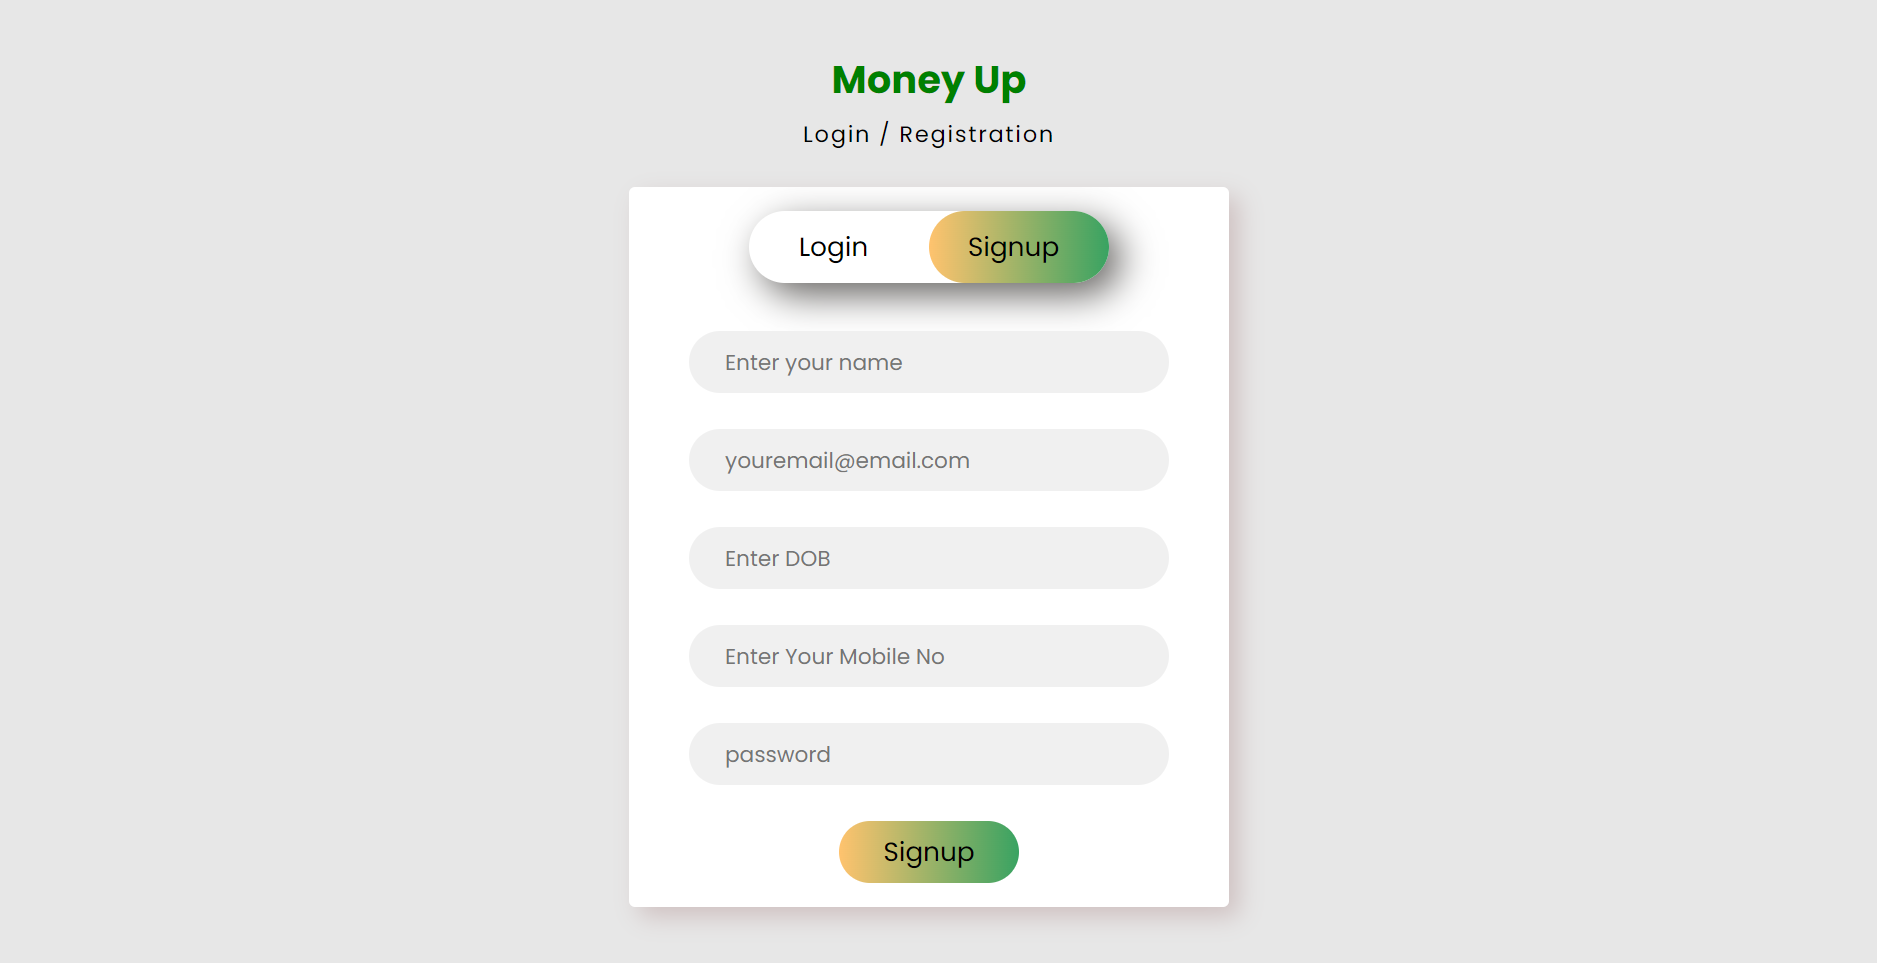 Money Up
Login / Registration
Login Signup
Enter your name
youremail@email.com
Enter DOB
Enter Your Mobile No
password
Signup